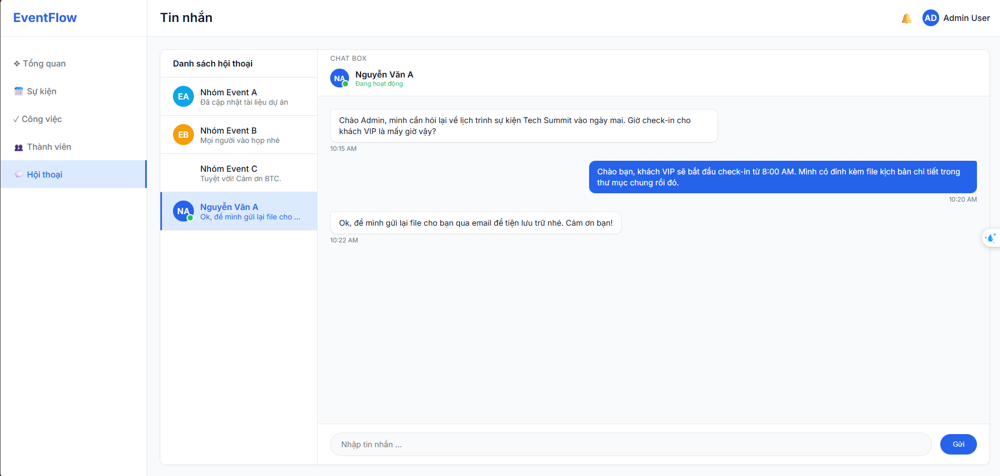 EventFlow
Tin nhắn
AD Admin User
Tổng quan
Sự kiện
Công việc
Thành viên
Hội thoại
Danh sách hội thoại
EA
Nhóm Event A
Đã cập nhật tài liệu dự án
EB
Nhóm Event B
Mọi người vào họp nhé
Nhóm Event C
Tuyệt vời! Cảm ơn BTC.
NA
Nguyễn Văn A
Ok, để mình gửi lại file cho ...
CHAT BOX
NA
Nguyễn Văn A
Đang hoạt động
Chào Admin, mình cần hỏi lại về lịch trình sự kiện Tech Summit vào ngày mai. Giờ check-in cho
khách VIP là mấy giờ vậy?
10:15 AM
Chào bạn, khách VIP sẽ bắt đầu check-in từ 8:00 AM. Mình có đính kèm file kịch bản chi tiết trong
thư mục chung rồi đó.
10:20 AM
Ok, để mình gửi lại file cho bạn qua email để tiện lưu trữ nhé. Cảm ơn bạn!
10:22 AM
Nhập tin nhắn ...
Gửi